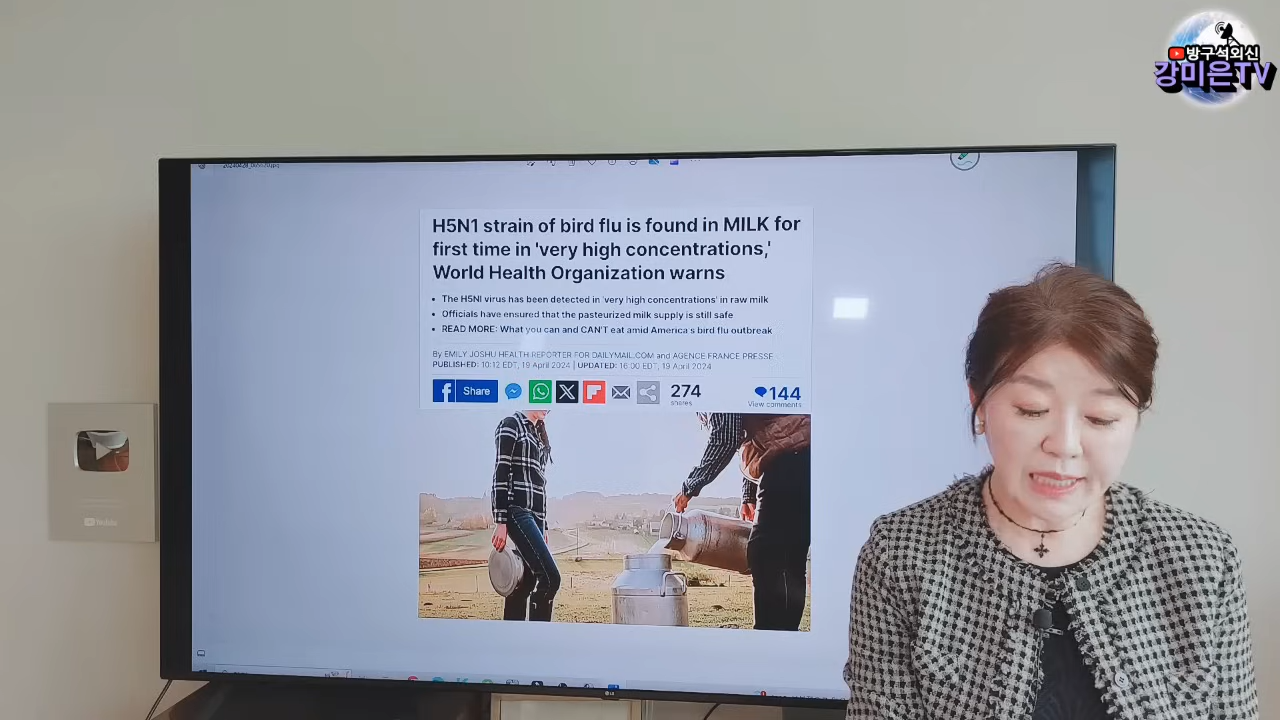 방구석외신
강미은TV
H5N1 strain of bird flu is found in MILK for
first time in 'very high concentrations,'
World Health Organization warns
• The H5N1 virus has been detected in 'very high concentrations' in raw milk
• Officials have ensured that the pasteurized milk supply is still safe
• READ MORE: What you can and CAN'T eat amid America s bird flu outbreak
By EMILY JOSHU HEALTH REPORTER FOR DAILYMAIL.COM and AGENCE FRANCE PRESSE
PUBLISHED: 10:12 EDT, 19 April 2024 | UPDATED: 16:00 EDT, 19 April 2024
f Share
274
shares
144
View comments
YouTube
LG